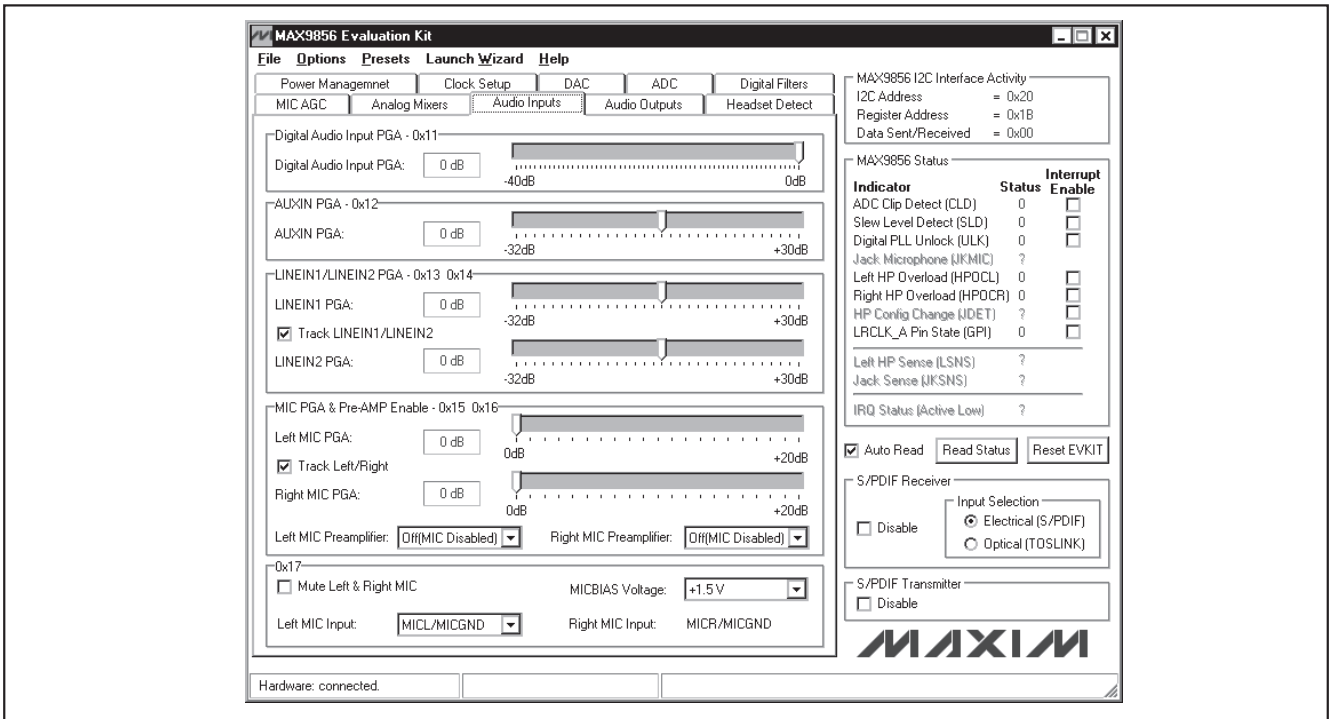 MAX9856 Evaluation Kit
File Options Presets Launch Wizard Help
Power Managemnet Clock Setup DAC ADC Digital Filters
MIC AGC Analog Mixers Audio Inputs Audio Outputs Headset Detect
Digital Audio Input PGA - 0x11
Digital Audio Input PGA: 0 dB
-40dB 0dB
AUXIN PGA - 0x12
AUXIN PGA: 0 dB
-32dB +30dB
LINEIN1/LINEIN2 PGA - 0x13 0x14
LINEIN1 PGA: 0 dB
-32dB +30dB
Track LINEIN1/LINEIN2
LINEIN2 PGA: 0 dB
-32dB +30dB
MIC PGA & Pre-AMP Enable - 0x15 0x16
Left MIC PGA: 0 dB
0dB +20dB
Track Left/Right
Right MIC PGA: 0 dB
0dB +20dB
Left MIC Preamplifier: Off(MIC Disabled) Right MIC Preamplifier: Off(MIC Disabled)
0x17
Mute Left & Right MIC MICBIAS Voltage: +1.5 V
Left MIC Input: MICL/MICGND Right MIC Input: MICR/MICGND
MAX9856 I2C Interface Activity
I2C Address = 0x20
Register Address = 0x1B
Data Sent/Received = 0x00
MAX9856 Status
Indicator Status Interrupt Enable
ADC Clip Detect (CLD) 0
Slew Level Detect (SLD) 0
Digital PLL Unlock (ULK) 0
Jack Microphone (JKMIC) ?
Left HP Overload (HPOCL) 0
Right HP Overload (HPOCR) 0
HP Config Change (JDET) ?
LRCLK_A Pin State (GPI) 0
Left HP Sense (LSNS) ?
Jack Sense (JKSNS) ?
IRQ Status (Active Low) ?
Auto Read Read Status Reset EVKIT
S/PDIF Receiver
Input Selection
Disable
Electrical (S/PDIF)
Optical (TOSLINK)
S/PDIF Transmitter
Disable
MAXIM
Hardware: connected.